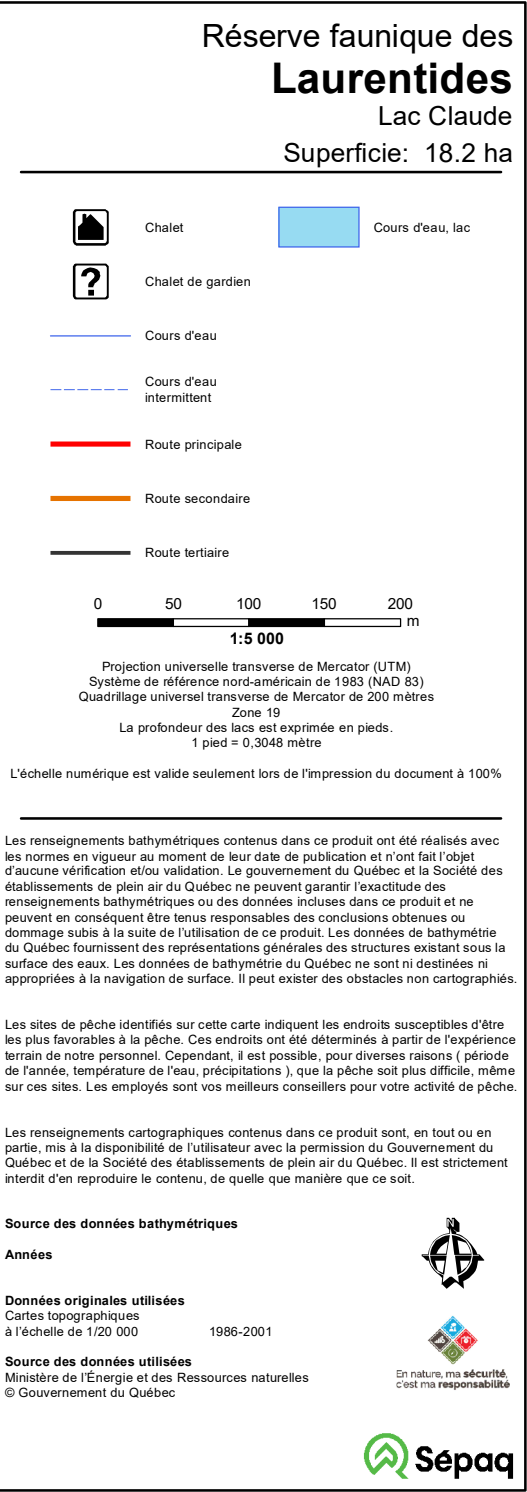 Réserve faunique des
Laurentides
Lac Claude
Superficie: 18.2 ha
Chalet
Cours d'eau, lac
?
Chalet de gardien
Cours d'eau
Cours d'eau
intermittent
Route principale
Route secondaire
Route tertiaire
0 50 100 150 200
m
1:5 000
Projection universelle transverse de Mercator (UTM)
Système de référence nord-américain de 1983 (NAD 83)
Quadrillage universel transverse de Mercator de 200 mètres
Zone 19
La profondeur des lacs est exprimée en pieds.
1 pied = 0,3048 mètre
L'échelle numérique est valide seulement lors de l'impression du document à 100%
Les renseignements bathymétriques contenus dans ce produit ont été réalisés avec
les normes en vigueur au moment de leur date de publication et n'ont fait l'objet
d'aucune vérification et/ou validation. Le gouvernement du Québec et la Société des
établissements de plein air du Québec ne peuvent garantir l'exactitude des
renseignements bathymétriques ou des données incluses dans ce produit et ne
peuvent en conséquent être tenus responsables des conclusions obtenues ou
dommage subis à la suite de l'utilisation de ce produit. Les données de bathymétrie
du Québec fournissent des représentations générales des structures existant sous la
surface des eaux. Les données de bathymétrie du Québec ne sont ni destinées ni
appropriées à la navigation de surface. Il peut exister des obstacles non cartographiés.
Les sites de pêche identifiés sur cette carte indiquent les endroits susceptibles d'être
les plus favorables à la pêche. Ces endroits ont été déterminés à partir de l'expérience
terrain de notre personnel. Cependant, il est possible, pour diverses raisons ( période
de l'année, température de l'eau, précipitations ), que la pêche soit plus difficile, même
sur ces sites. Les employés sont vos meilleurs conseillers pour votre activité de pêche.
Les renseignements cartographiques contenus dans ce produit sont, en tout ou en
partie, mis à la disponibilité de l'utilisateur avec la permission du Gouvernement du
Québec et de la Société des établissements de plein air du Québec. Il est strictement
interdit d'en reproduire le contenu, de quelle que manière que ce soit.
Source des données bathymétriques
Années
N
Données originales utilisées
Cartes topographiques
à l'échelle de 1/20 000 1986-2001
Source des données utilisées
Ministère de l'Énergie et des Ressources naturelles
© Gouvernement du Québec
En nature, ma sécurité,
c'est ma responsabilité
Sépaq